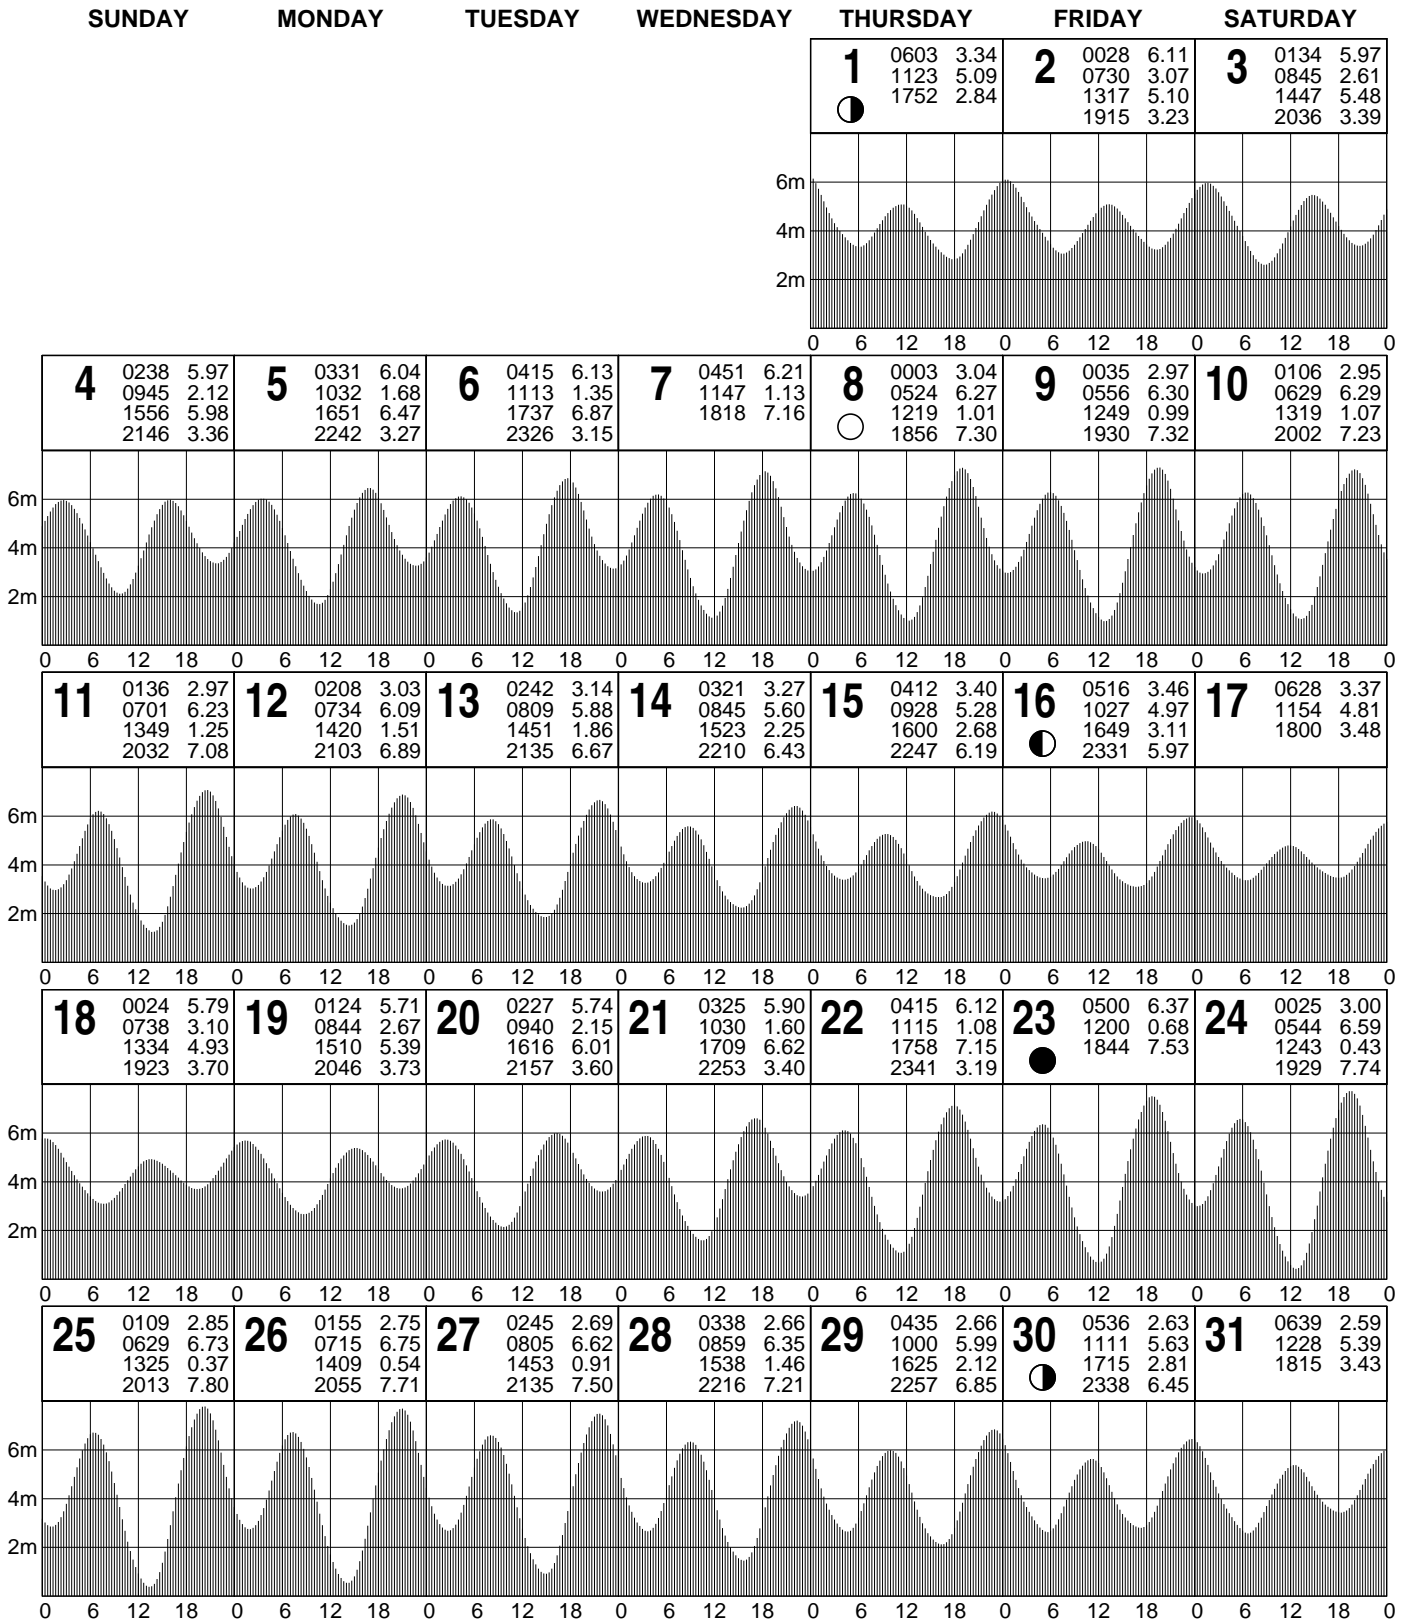 SUNDAY MONDAY TUESDAY WEDNESDAY THURSDAY FRIDAY SATURDAY
1 0603 3.34 2 0028 6.11 3 0134 5.97
1123 5.09 0730 3.07 0845 2.61
1752 2.84 1317 5.10 1447 5.48
1915 3.23 2036 3.39
6m
4m
2m
0 6 12 18 0 6 12 18 0 6 12 18 0
4 0238 5.97 5 0331 6.04 6 0415 6.13 7 0451 6.21 8 0003 3.04 9 0035 2.97 10 0106 2.95
0945 2.12 1032 1.68 1113 1.35 1147 1.13 0524 6.27 0556 6.30 0629 6.29
1556 5.98 1651 6.47 1737 6.87 1818 7.16 1219 1.01 1249 0.99 1319 1.07
2146 3.36 2242 3.27 2326 3.15 1856 7.30 1930 7.32 2002 7.23
6m
4m
2m
0 6 12 18 0 6 12 18 0 6 12 18 0 6 12 18 0 6 12 18 0 6 12 18 0 6 12 18 0
11 0136 2.97 12 0208 3.03 13 0242 3.14 14 0321 3.27 15 0412 3.40 16 0516 3.46 17 0628 3.37
0701 6.23 0734 6.09 0809 5.88 0845 5.60 0928 5.28 1027 4.97 1154 4.81
1349 1.25 1420 1.51 1451 1.86 1523 2.25 1600 2.68 1649 3.11 1800 3.48
2032 7.08 2103 6.89 2135 6.67 2210 6.43 2247 6.19 2331 5.97
6m
4m
2m
0 6 12 18 0 6 12 18 0 6 12 18 0 6 12 18 0 6 12 18 0 6 12 18 0 6 12 18 0
18 0024 5.79 19 0124 5.71 20 0227 5.74 21 0325 5.90 22 0415 6.12 23 0500 6.37 24 0025 3.00
0738 3.10 0844 2.67 0940 2.15 1030 1.60 1115 1.08 1200 0.68 0544 6.59
1334 4.93 1510 5.39 1616 6.01 1709 6.62 1758 7.15 1844 7.53 1243 0.43
1923 3.70 2046 3.73 2157 3.60 2253 3.40 2341 3.19 1929 7.74
6m
4m
2m
0 6 12 18 0 6 12 18 0 6 12 18 0 6 12 18 0 6 12 18 0 6 12 18 0 6 12 18 0
25 0109 2.85 26 0155 2.75 27 0245 2.69 28 0338 2.66 29 0435 2.66 30 0536 2.63 31 0639 2.59
0629 6.73 0715 6.75 0805 6.62 0859 6.35 1000 5.99 1111 5.63 1228 5.39
1325 0.37 1409 0.54 1453 0.91 1538 1.46 1625 2.12 1715 2.81 1815 3.43
2013 7.80 2055 7.71 2135 7.50 2216 7.21 2257 6.85 2338 6.45
6m
4m
2m
0 6 12 18 0 6 12 18 0 6 12 18 0 6 12 18 0 6 12 18 0 6 12 18 0 6 12 18 0